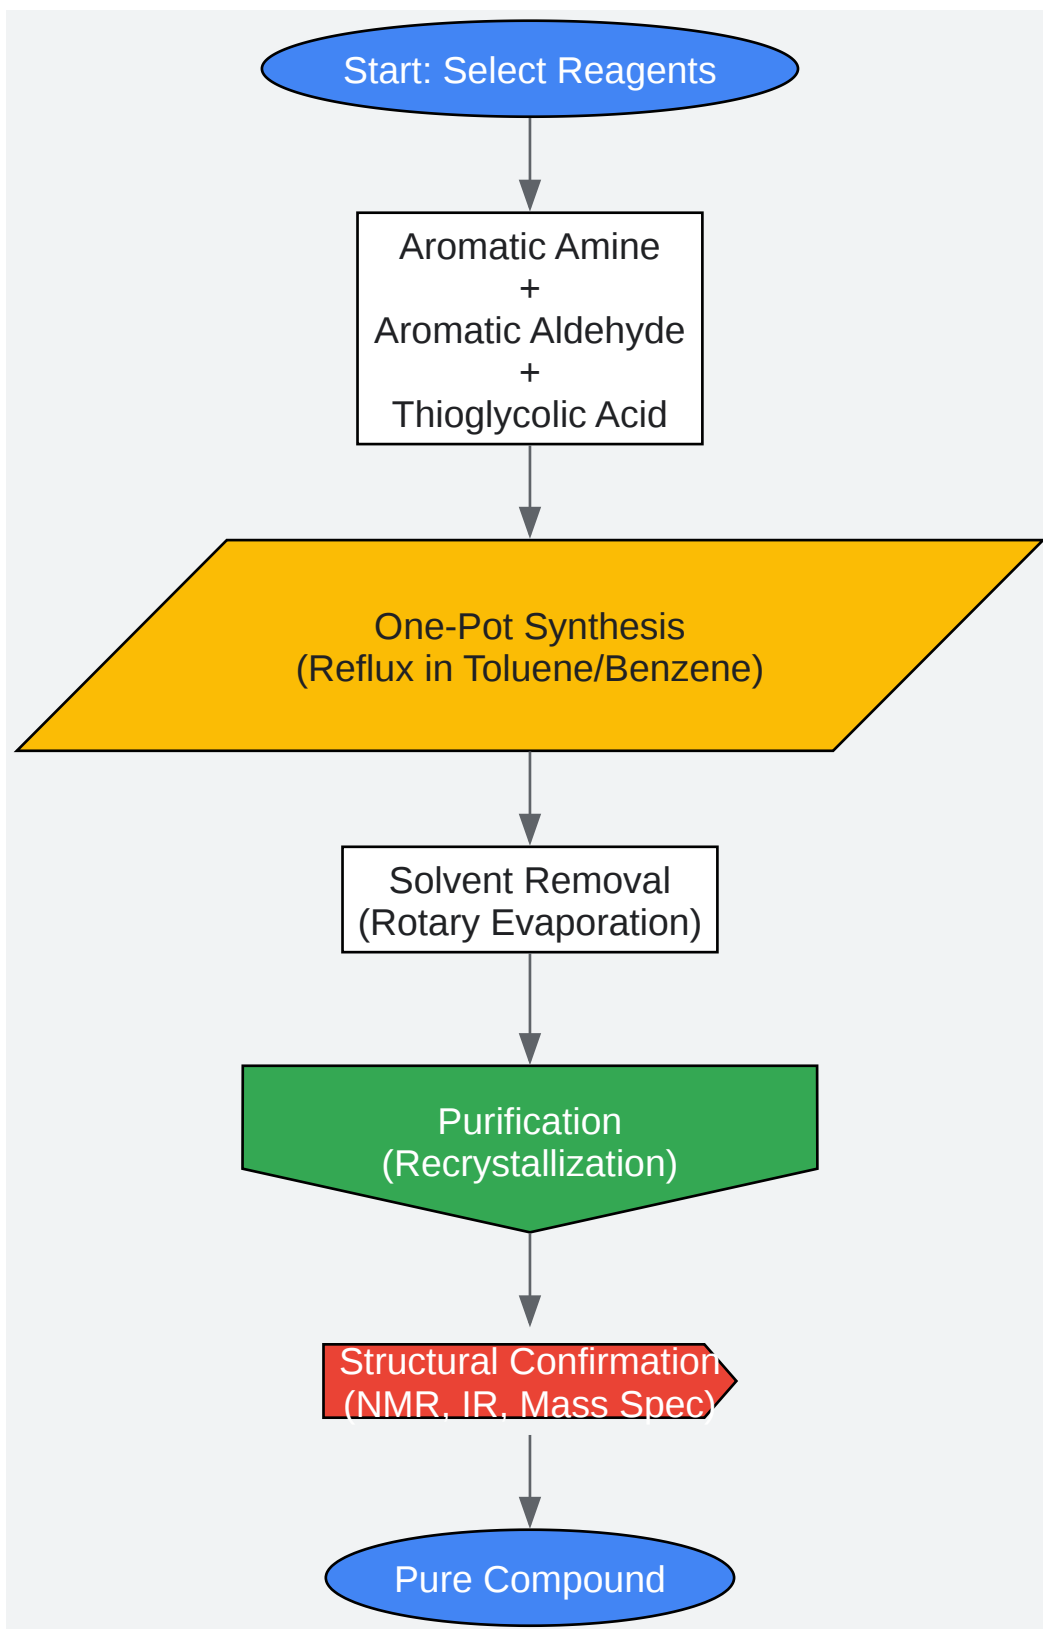 Start: Select Reagents
Aromatic Amine
+
Aromatic Aldehyde
+
Thioglycolic Acid
One-Pot Synthesis
(Reflux in Toluene/Benzene)
Solvent Removal
(Rotary Evaporation)
Purification
(Recrystallization)
Structural Confirmation
(NMR, IR, Mass Spec)
Pure Compound